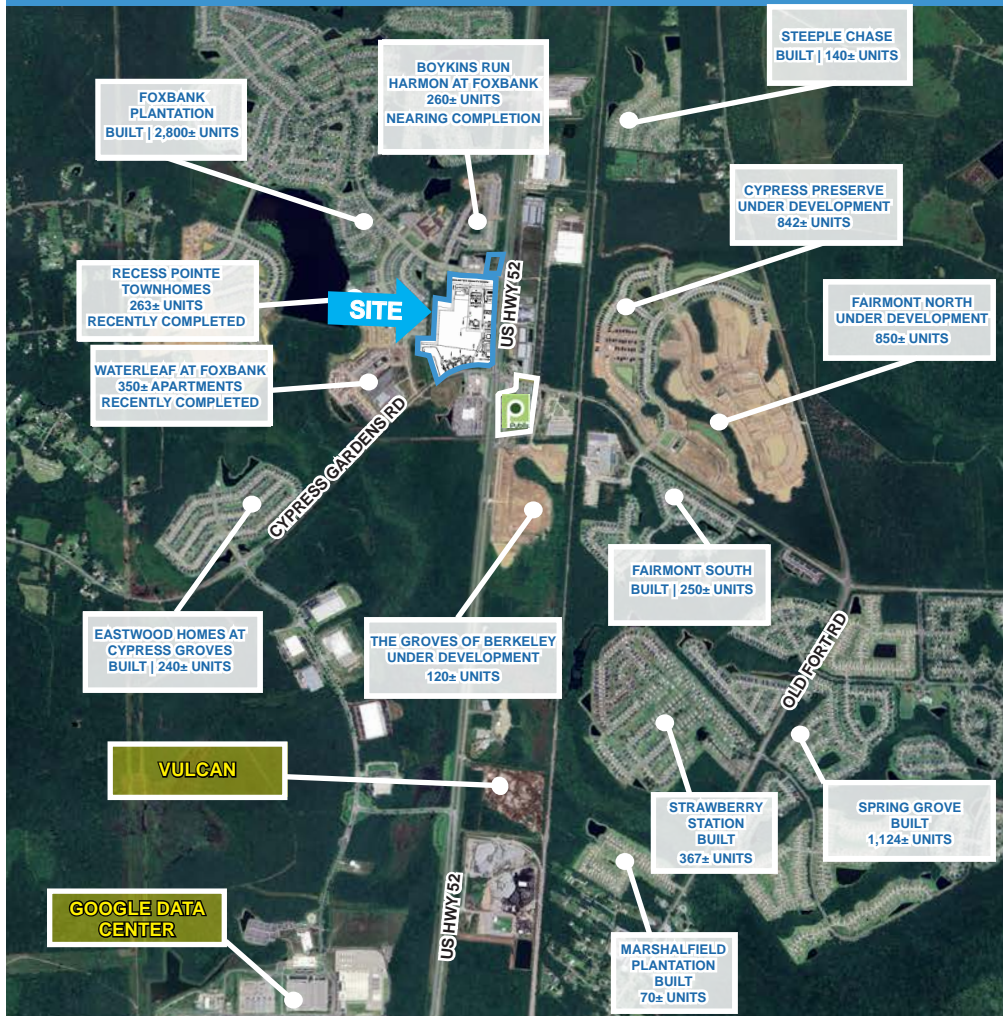 STEEPLE CHASE
BUILT | 140± UNITS
BOYKINS RUN
HARMON AT FOXBANK
260± UNITS
NEARING COMPLETION
FOXBANK
PLANTATION
BUILT | 2,800± UNITS
CYPRESS PRESERVE
UNDER DEVELOPMENT
842± UNITS
RECESS POINTE
TOWNHOMES
263± UNITS
RECENTLY COMPLETED
SITE
US HWY 52
FAIRMONT NORTH
UNDER DEVELOPMENT
850± UNITS
WATERLEAF AT FOXBANK
350± APARTMENTS
RECENTLY COMPLETED
CYPRESS GARDENS RD
FAIRMONT SOUTH
BUILT | 250± UNITS
EASTWOOD HOMES AT
CYPRESS GROVES
BUILT | 240± UNITS
THE GROVES OF BERKELEY
UNDER DEVELOPMENT
120± UNITS
OLD FORT RD
VULCAN
STRAWBERRY
STATION
BUILT
367± UNITS
SPRING GROVE
BUILT
1,124± UNITS
US HWY 52
GOOGLE DATA
CENTER
MARSHALFIELD
PLANTATION
BUILT
70± UNITS